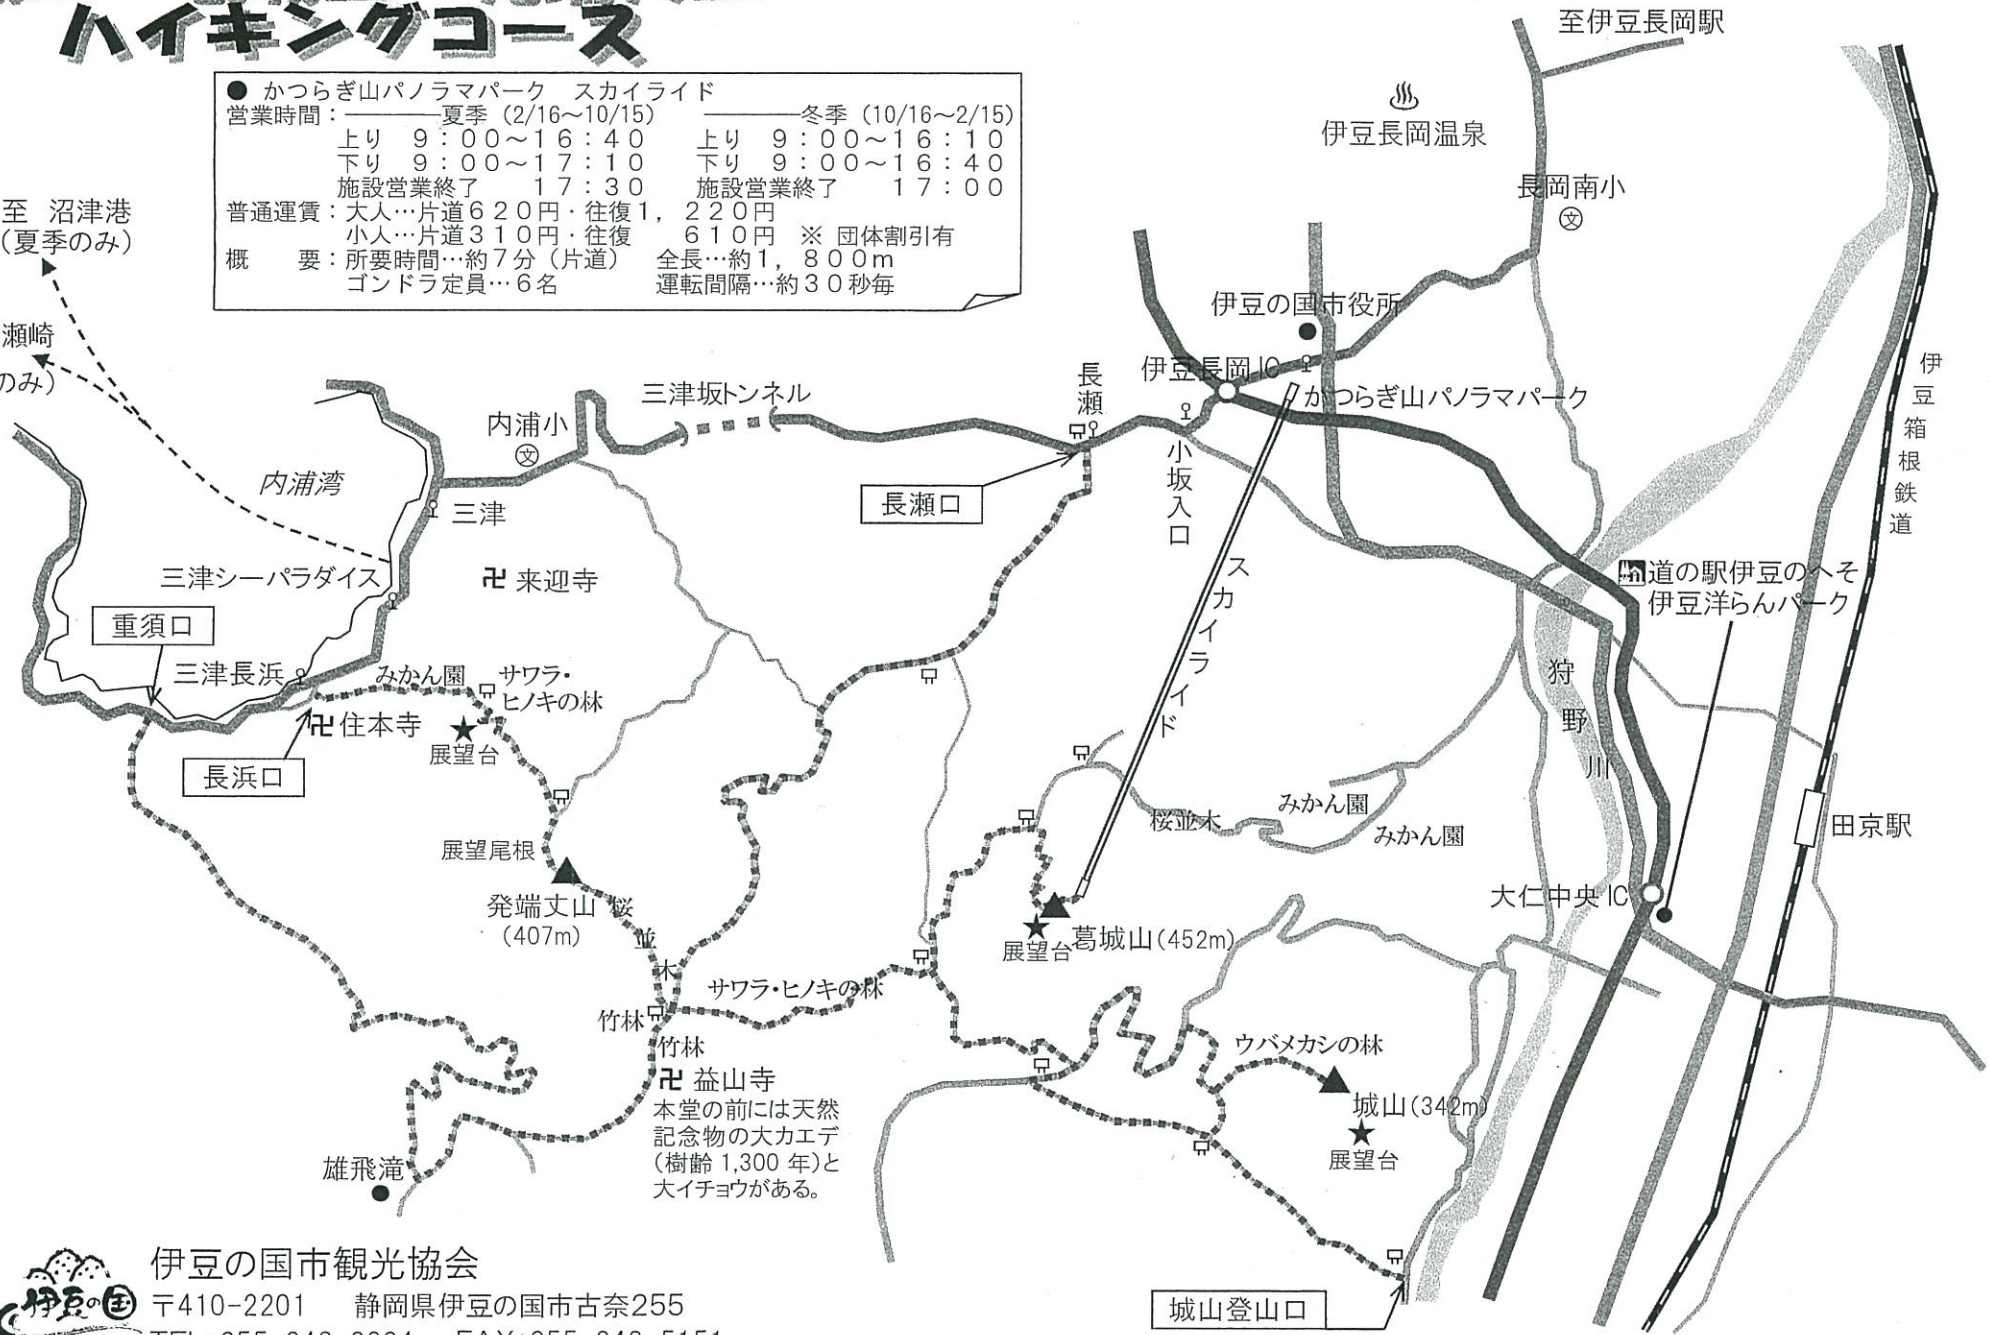 ハイキングコース
● かつらぎ山パノラマパーク　スカイライド
営業時間：――――夏季（2/16～10/15）　――――冬季（10/16～2/15）
上り　９：００～１６：４０　　上り　９：００～１６：１０
下り　９：００～１７：１０　　下り　９：００～１６：４０
施設営業終了　　１７：３０　　施設営業終了　　１７：００
普通運賃：大人…片道６２０円・往復１，２２０円
小人…片道３１０円・往復　　６１０円　※ 団体割引有
概　　要：所要時間…約７分（片道）　全長…約１，８００ｍ
ゴンドラ定員…６名　　　　運転間隔…約３０秒毎
至伊豆長岡駅
伊豆長岡温泉
長岡南小
文
至 沼津港
（夏季のみ）
瀬崎
のみ）
伊豆の国市役所
伊豆長岡IC
かつらぎ山パノラマパーク
伊豆箱根鉄道
三津坂トンネル
長瀬
内浦小
文
内浦湾
長瀬口
小坂入口
三津
スカイライド
三津シーパラダイス
卍 来迎寺
道の駅伊豆のへそ
伊豆洋らんパーク
重須口
三津長浜
みかん園
サワラ・
ヒノキの林
狩野川
卍住本寺
展望台
長浜口
桜並木
みかん園
みかん園
田京駅
展望尾根
発端丈山
（407m）
桜並木
大仁中央IC
葛城山（452m）
展望台
サワラ・ヒノキの林
竹林
竹林
ウバメカシの林
卍 益山寺
本堂の前には天然
記念物の大カエデ
（樹齢 1,300 年）と
大イチョウがある。
城山（342m）
展望台
雄飛滝
城山登山口
伊豆の国
伊豆の国市観光協会
〒410-2201　静岡県伊豆の国市古奈255